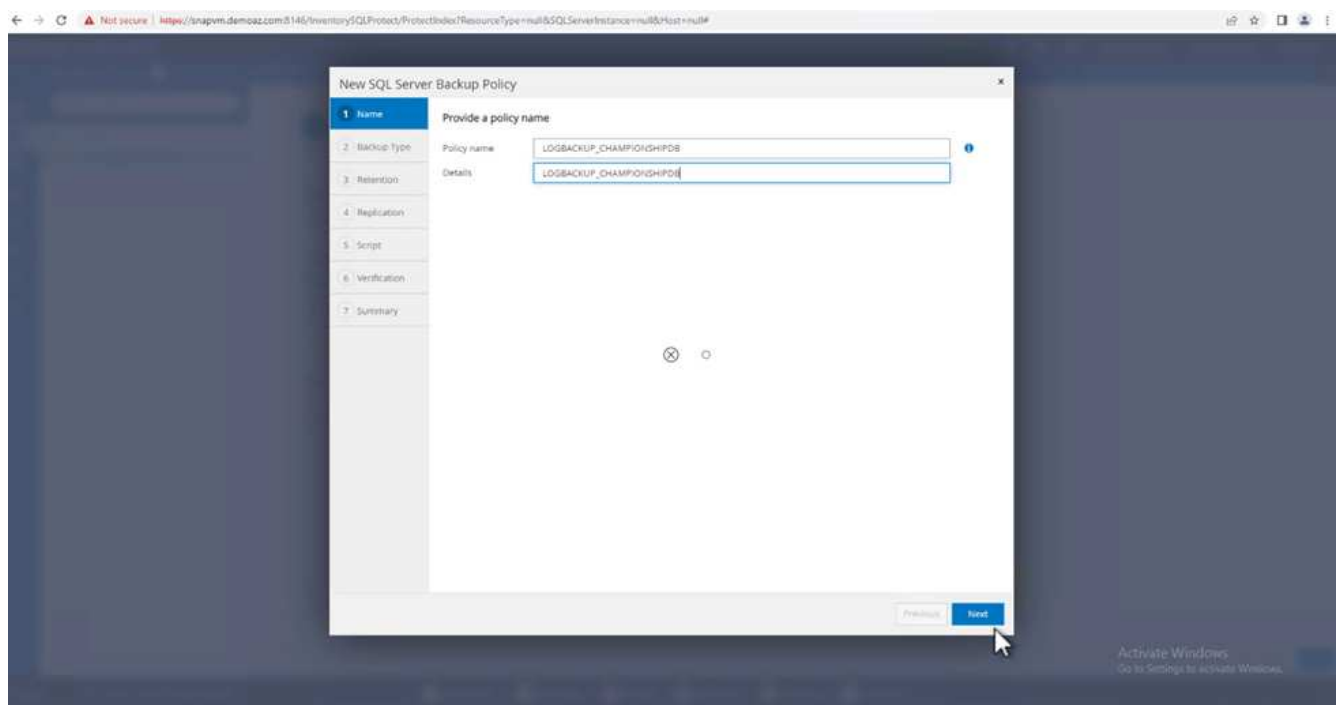 Not secure | https://snapvm.demoaz.com:8146/InventorySQLProtect/ProtectIndex?ResourceType=null&SQLServerInstance=null&Host=null#
New SQL Server Backup Policy
1 Name
Provide a policy name
2 Backup Type
Policy name
LOGBACKUP_CHAMPIONSHIPDB
3 Retention
Details
LOGBACKUP_CHAMPIONSHIPDB
4 Replication
5 Script
6 Verification
7 Summary
Previous
Next
Activate Windows
Go to Settings to activate Windows.